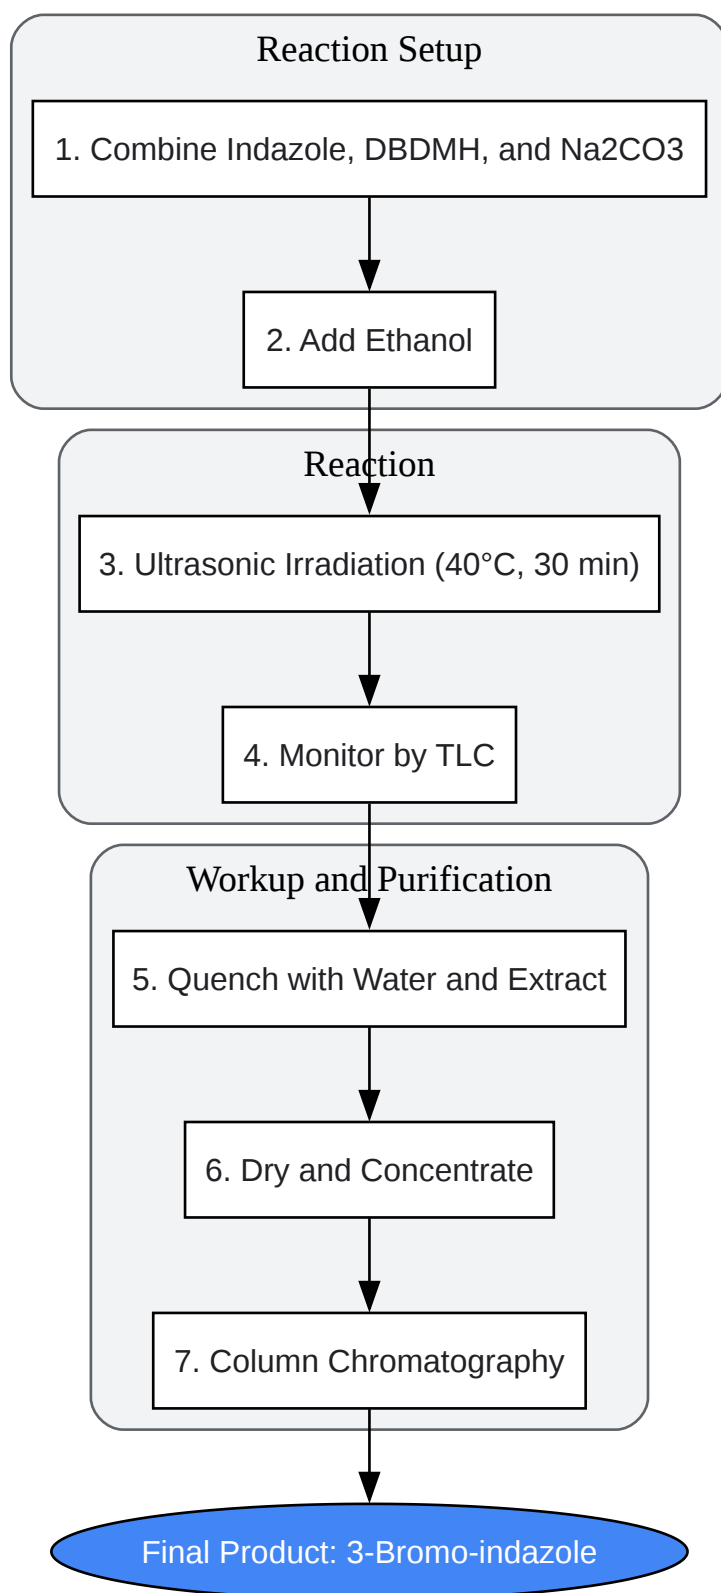 Reaction Setup
1. Combine Indazole, DBDMH, and Na2CO3
2. Add Ethanol
Reaction
3. Ultrasonic Irradiation (40°C, 30 min)
4. Monitor by TLC
Workup and Purification
5. Quench with Water and Extract
6. Dry and Concentrate
7. Column Chromatography
Final Product: 3-Bromo-indazole